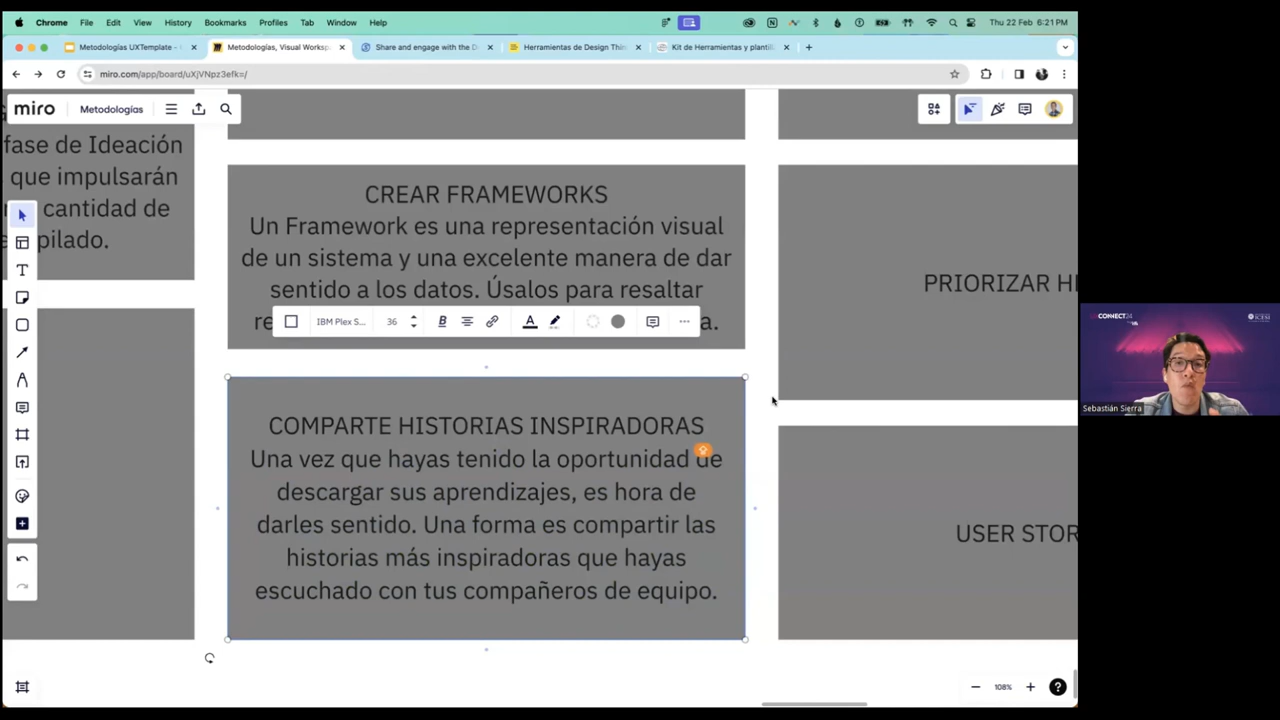 Chrome File Edit View History Bookmarks Profiles Tab Window Help
Thu 22 Feb 6:21 PM
Metodologías UXTemplate -
Metodologías, Visual Worksp
Share and engage with the D
Herramientas de Design Thin
Kit de Herramientas y plantil
miro.com/app/board/uXjVNpz3efk=/
miro
Metodologías
fase de Ideación
que impulsarán
cantidad de
pilado.
CREAR FRAMEWORKS
Un Framework es una representación visual
de un sistema y una excelente manera de dar
sentido a los datos. Úsalos para resaltar
re
a.
IBM Plex S...
36
COMPARTE HISTORIAS INSPIRADORAS
Una vez que hayas tenido la oportunidad de
descargar sus aprendizajes, es hora de
darles sentido. Una forma es compartir las
historias más inspiradoras que hayas
escuchado con tus compañeros de equipo.
PRIORIZAR H
USER STOR
108%
CONNECT24
Sebastián Sierra